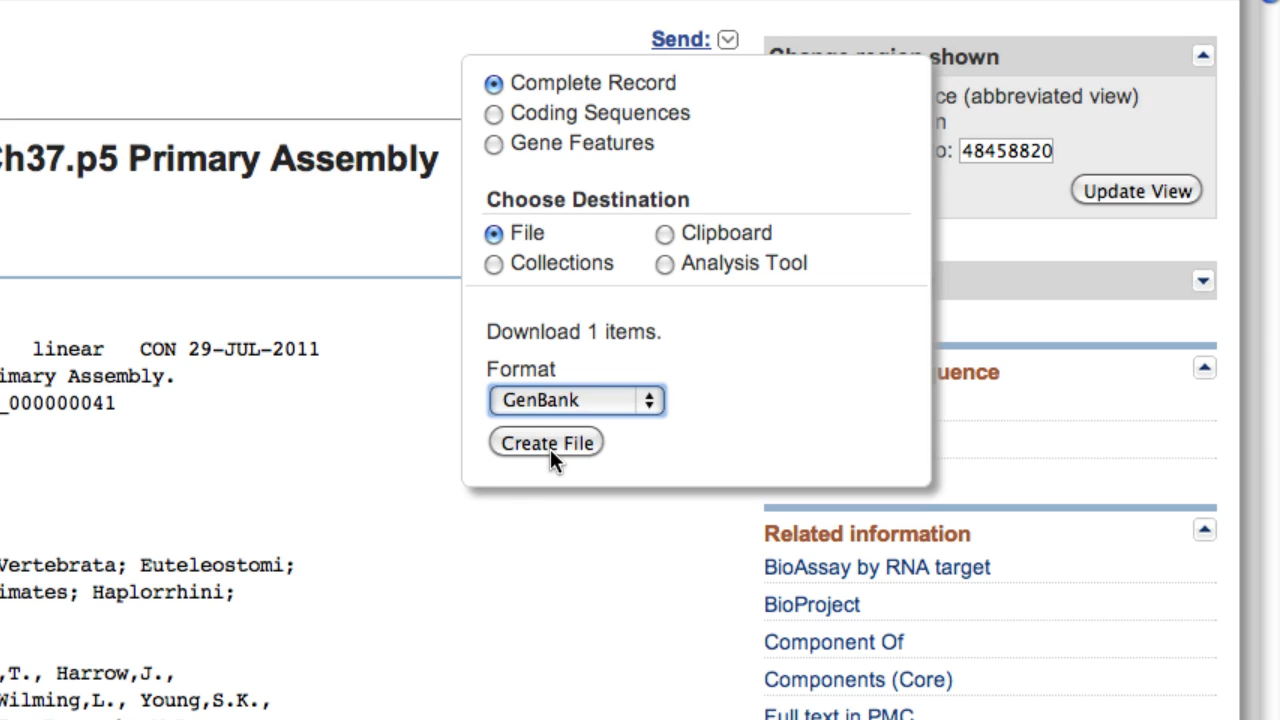 Send:
Complete Record
Coding Sequences
Gene Features
Choose Destination
File Clipboard
Collections Analysis Tool
Download 1 items.
Format
GenBank
Create File
Ch37.p5 Primary Assembly
linear CON 29-JUL-2011
imary Assembly.
_000000041
Vertebrata; Euteleostomi;
imates; Haplorrhini;
,T., Harrow,J.,
Wilming,L., Young,S.K.,
Change region shown
ce (abbreviated view)
n
o: 48458820
Update View
uence
Related information
BioAssay by RNA target
BioProject
Component Of
Components (Core)
Full text in PMC